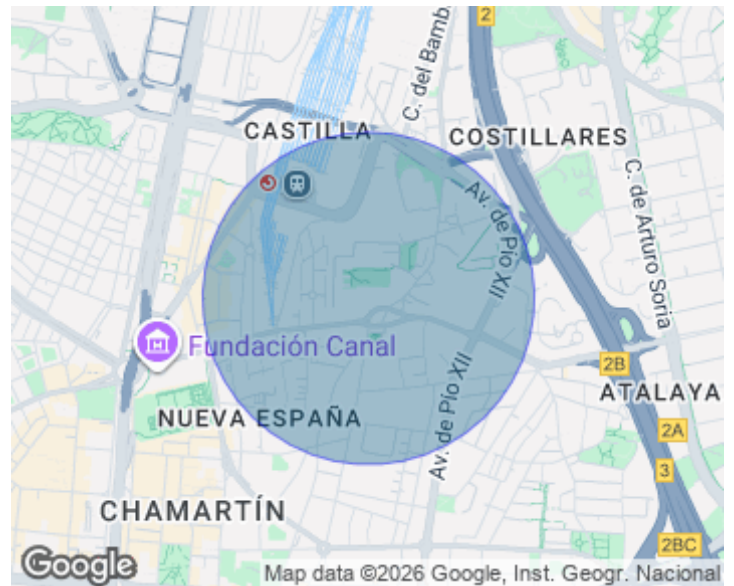 2
C. del Bamb
CASTILLA
COSTILLARES
Av. de Pío XII
C. de Arturo Soria
Fundación Canal
2B
Av. de Pío XII
ATALAYA
NUEVA ESPAÑA
2A
3
CHAMARTÍN
2BC
Google
Map data ©2026 Google, Inst. Geogr. Nacional